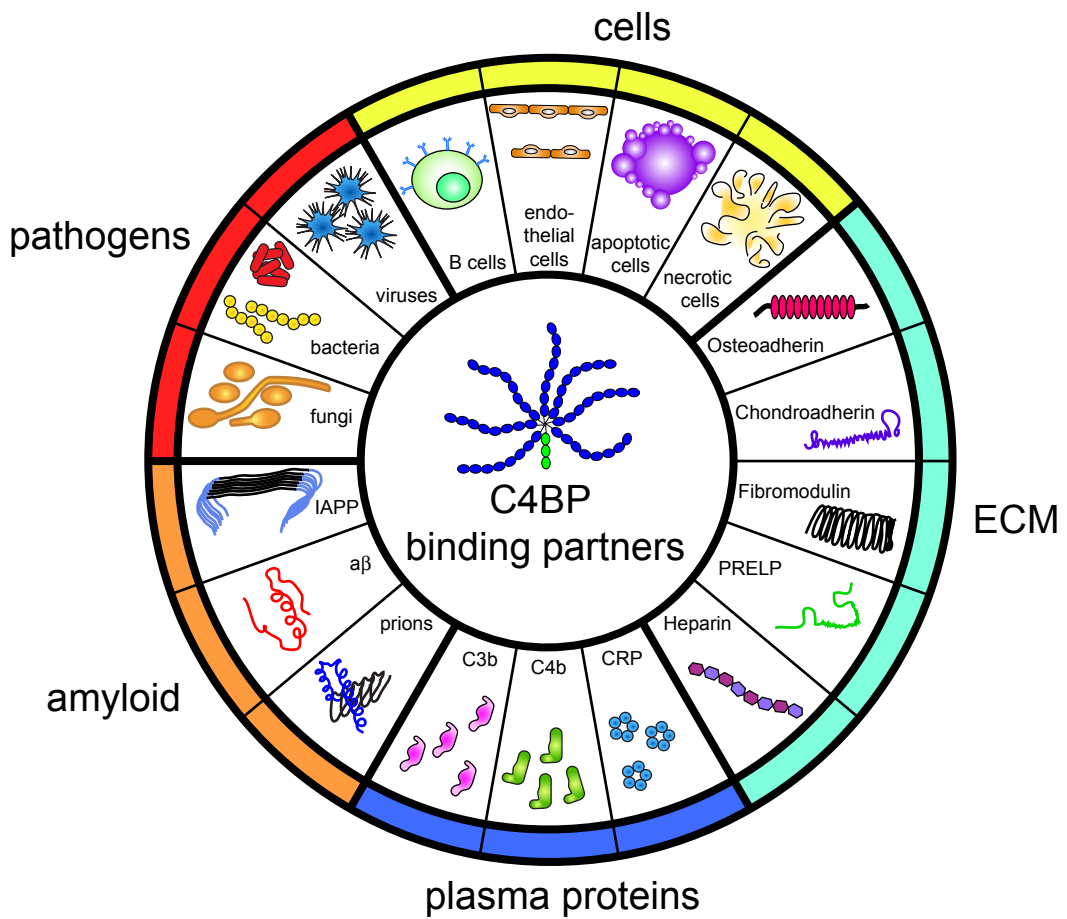 cells
pathogens
viruses
B cells
endo-
thelial
cells
apoptotic
cells
necrotic
cells
bacteria
fungi
Osteoadherin
Chondroadherin
C4BP
binding partners
ECM
Fibromodulin
PRELP
Heparin
IAPP
aβ
prions
amyloid
C3b
C4b
CRP
plasma proteins